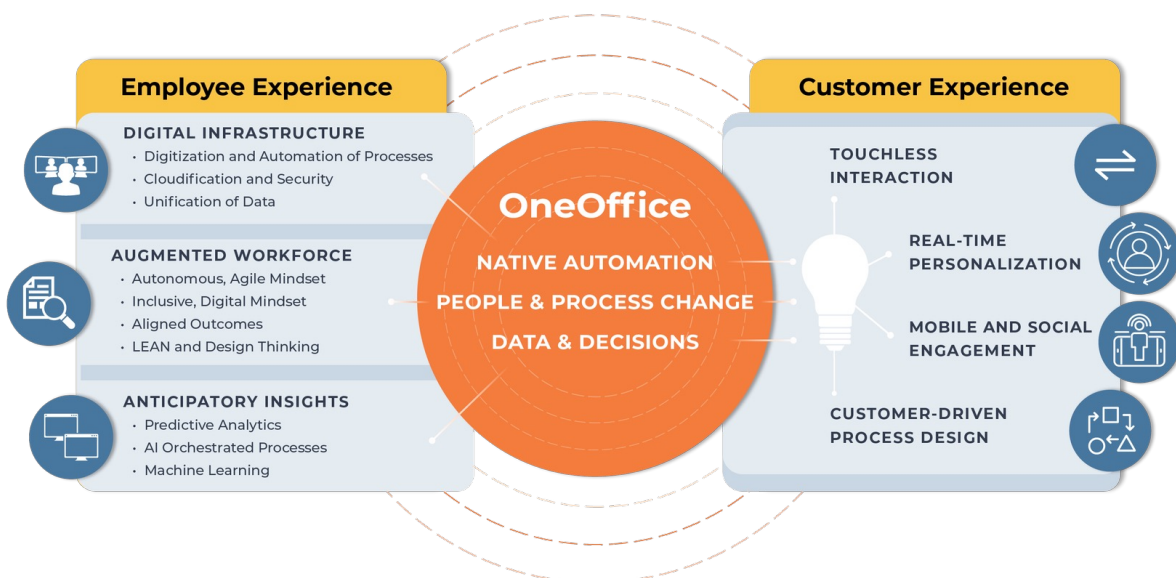 Employee Experience
DIGITAL INFRASTRUCTURE
• Digitization and Automation of Processes
• Cloudification and Security
• Unification of Data
AUGMENTED WORKFORCE
• Autonomous, Agile Mindset
• Inclusive, Digital Mindset
• Aligned Outcomes
• LEAN and Design Thinking
ANTICIPATORY INSIGHTS
• Predictive Analytics
• AI Orchestrated Processes
• Machine Learning
OneOffice
NATIVE AUTOMATION
PEOPLE & PROCESS CHANGE
DATA & DECISIONS
Customer Experience
TOUCHLESS
INTERACTION
REAL-TIME
PERSONALIZATION
MOBILE AND SOCIAL
ENGAGEMENT
CUSTOMER-DRIVEN
PROCESS DESIGN